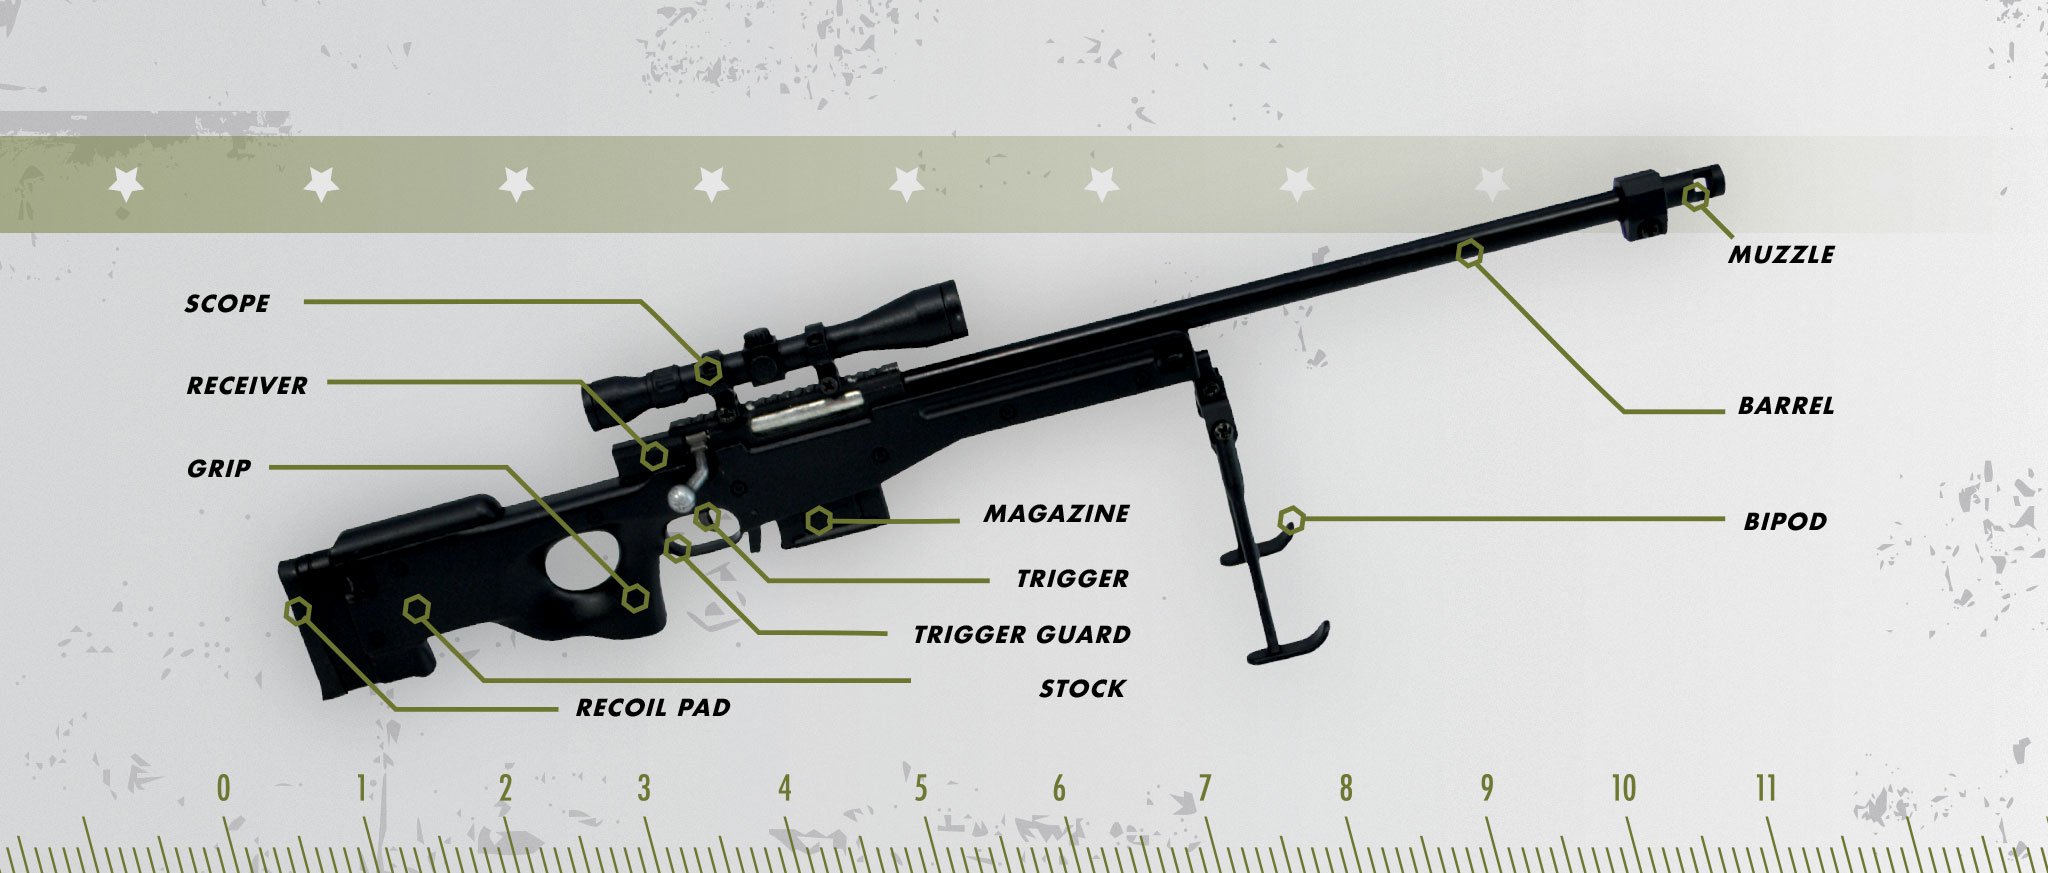 MUZZLE
SCOPE
RECEIVER
BARREL
GRIP
MAGAZINE
BIPOD
TRIGGER
TRIGGER GUARD
STOCK
RECOIL PAD
0 1 2 3 4 5 6 7 8 9 10 11